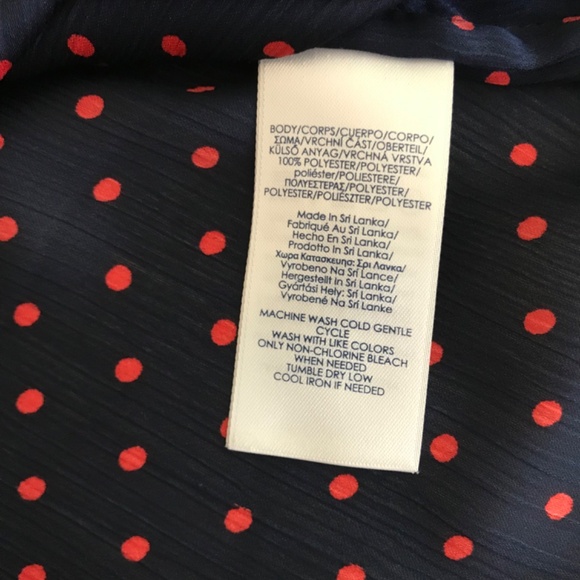 BODY/CORPS/CUERPO/CORPO/
ΣΩΜΑ/VRCHNÍ ČÁST/OBERTEIL/
KÜLSŐ ANYAG/VRCHNÁ VRSTVA
100% POLYESTER/POLYESTER/
poliéster/POLIESTERE/
ΠΟΛΥΕΣΤΕΡΑΣ/POLYESTER/
POLYESTER/POLIÉSZTER/POLYESTER
Made In Sri Lanka/
Fabriqué Au Sri Lanka/
Hecho En Sri Lanka/
Prodotto In Sri Lanka/
Χωρα Κατασκευησ: Σρι Λανκα/
Vyrobeno Na Srí Lance/
Hergestellt In Sri Lanka/
Gyártási Hely: Srí Lanka/
Vyrobené Na Srí Lanke
MACHINE WASH COLD GENTLE
CYCLE
WASH WITH LIKE COLORS
ONLY NON-CHLORINE BLEACH
WHEN NEEDED
TUMBLE DRY LOW
COOL IRON IF NEEDED